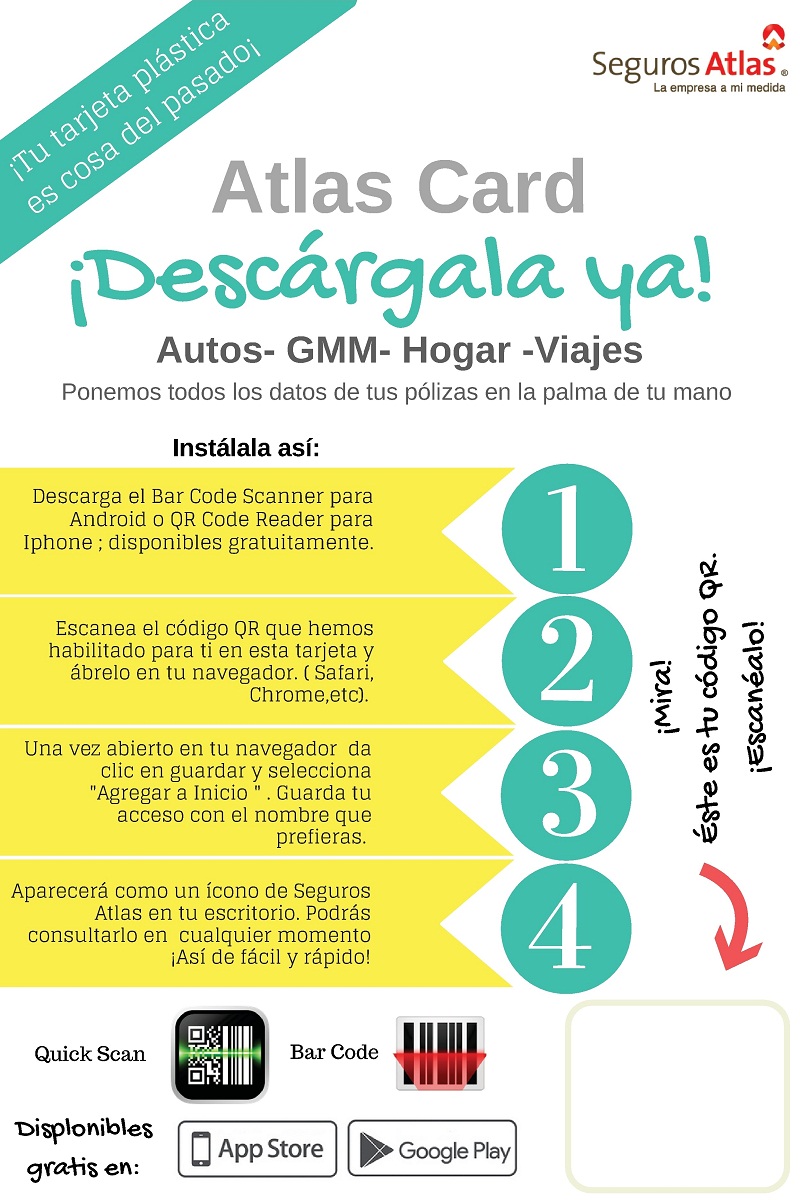 ¡Tu tarjeta plástica
es cosa del pasado¡
Seguros Atlas ®
La empresa a mi medida
Atlas Card
¡Descárgala ya!
Autos- GMM- Hogar -Viajes
Ponemos todos los datos de tus pólizas en la palma de tu mano
Instálala así:
Descarga el Bar Code Scanner para
Android o QR Code Reader para
Iphone ; disponibles gratuitamente.
1
Escanea el código QR que hemos
habilitado para ti en esta tarjeta y
ábrelo en tu navegador. ( Safari,
Chrome,etc).
2
Una vez abierto en tu navegador da
clic en guardar y selecciona
"Agregar a Inicio " . Guarda tu
acceso con el nombre que
prefieras.
3
Aparecerá como un ícono de Seguros
Atlas en tu escritorio. Podrás
consultarlo en cualquier momento
¡Así de fácil y rápido!
4
¡Mira!
Éste es tu código QR.
¡Escanéalo!
Quick Scan
Bar Code
Displonibles
gratis en:
App Store
Google Play